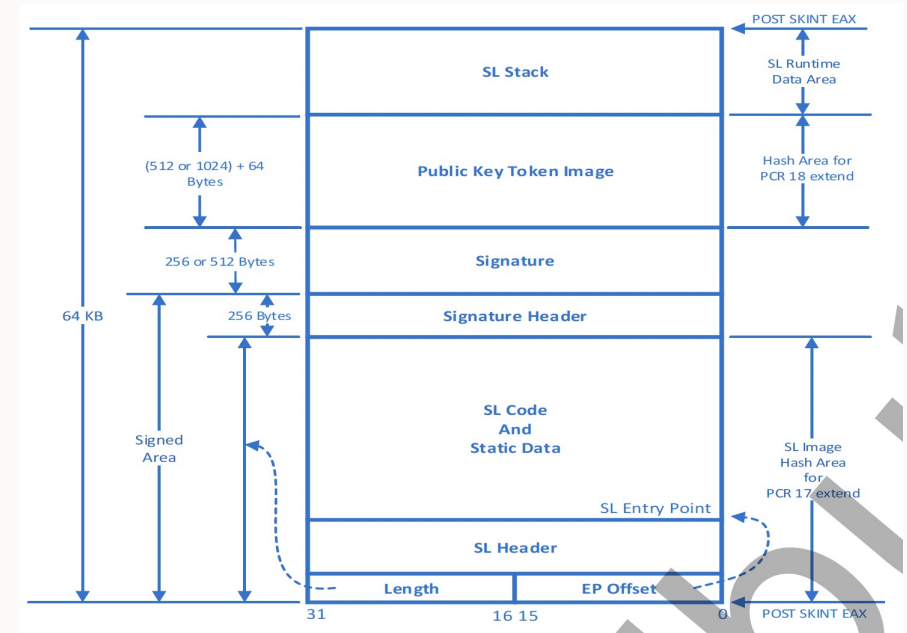 POST SKINT EAX
SL Stack
SL Runtime
Data Area
(512 or 1024) + 64
Bytes
Public Key Token Image
Hash Area for
PCR 18 extend
256 or 512 Bytes
Signature
64 KB
256 Bytes
Signature Header
SL Code
And
Static Data
Signed
Area
SL Image
Hash Area
for
PCR 17 extend
SL Entry Point
SL Header
Length
EP Offset
31
16 15
0
POST SKINT EAX